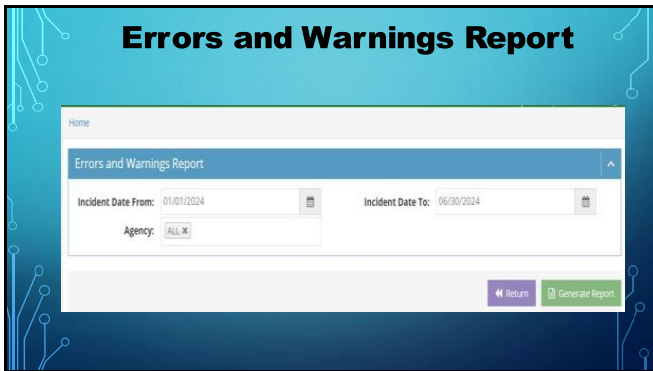 Errors and Warnings Report
Home
Errors and Warnings Report
Incident Date From: 01/01/2024 Incident Date To: 06/30/2024
Agency: ALL ✖
Return Generate Report